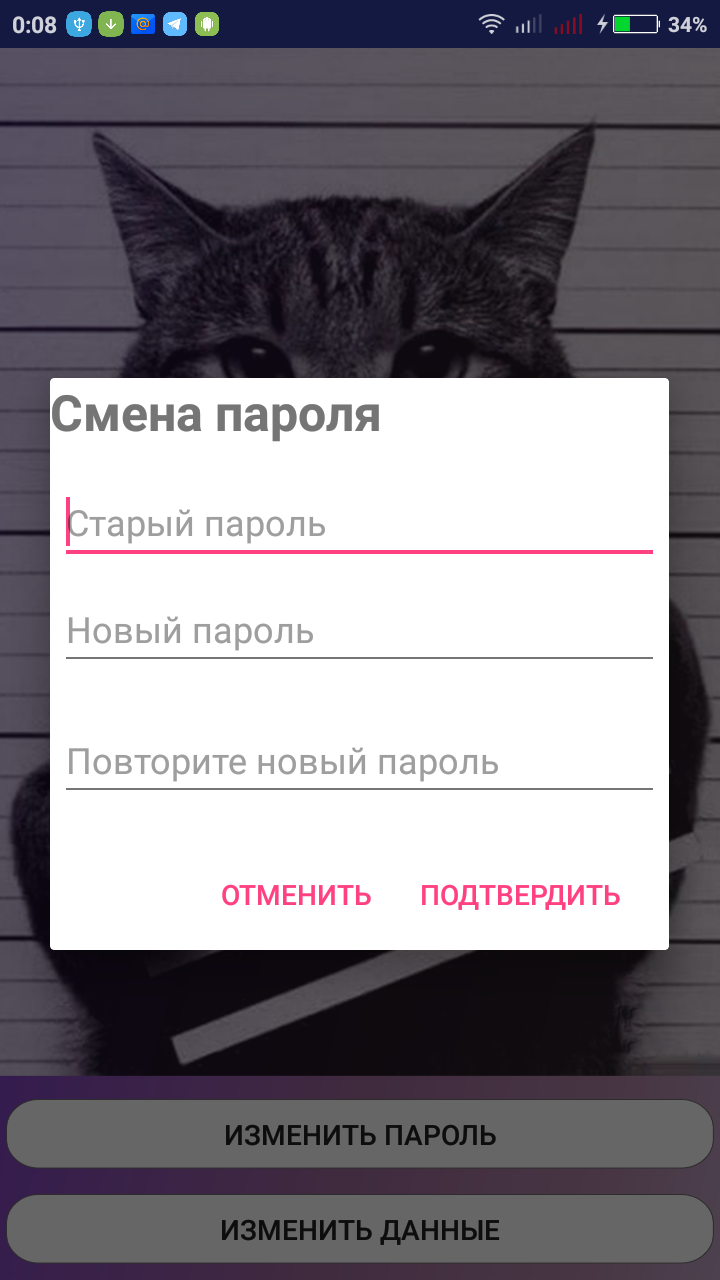 0:08
34%
Смена пароля
Старый пароль
Новый пароль
Повторите новый пароль
ОТМЕНИТЬ ПОДТВЕРДИТЬ
ИЗМЕНИТЬ ПАРОЛЬ
ИЗМЕНИТЬ ДАННЫЕ